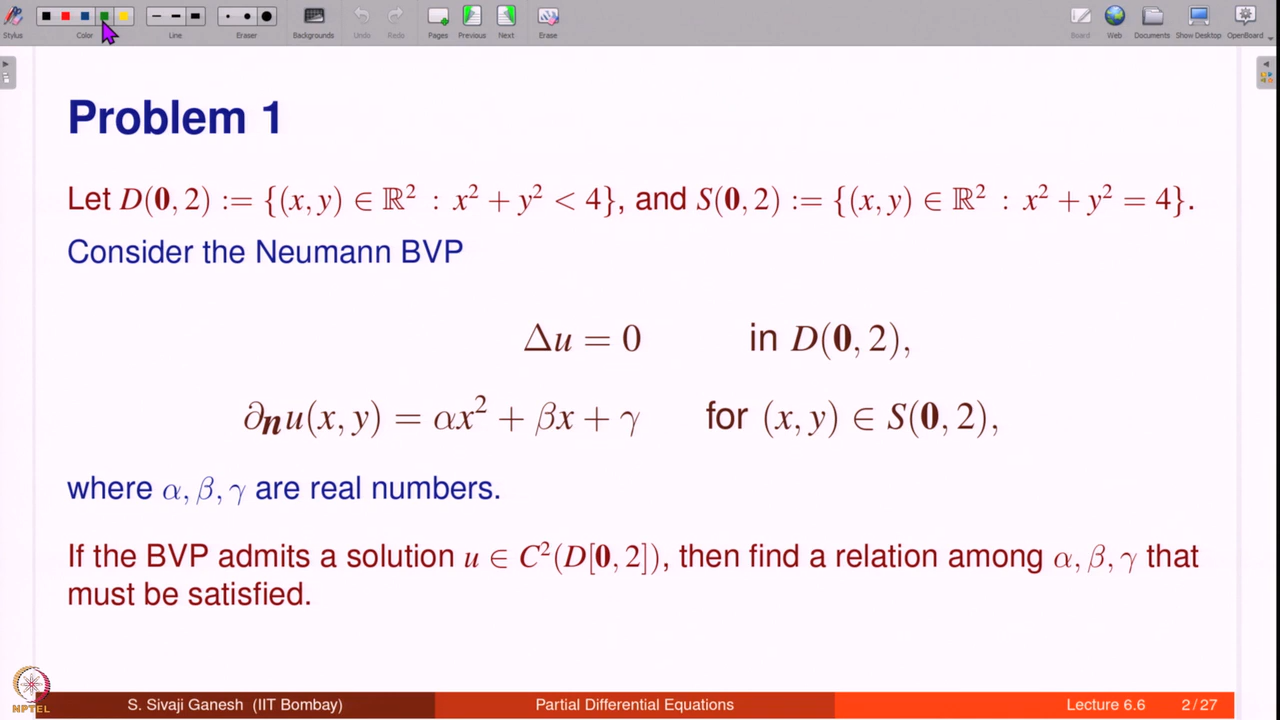 Stylus Color Line Eraser Backgrounds Undo Redo Pages Previous Next Erase Board Web Documents Show Desktop OpenBoard
Problem 1
Let D(0, 2) := {(x, y) ∈ ℝ² : x² + y² < 4}, and S(0, 2) := {(x, y) ∈ ℝ² : x² + y² = 4}.
Consider the Neumann BVP
Δu = 0 in D(0, 2),
∂ₙu(x, y) = αx² + βx + γ for (x, y) ∈ S(0, 2),
where α, β, γ are real numbers.
If the BVP admits a solution u ∈ C²(D[0, 2]), then find a relation among α, β, γ that
must be satisfied.
NPTEL
S. Sivaji Ganesh (IIT Bombay) Partial Differential Equations Lecture 6.6 2 / 27